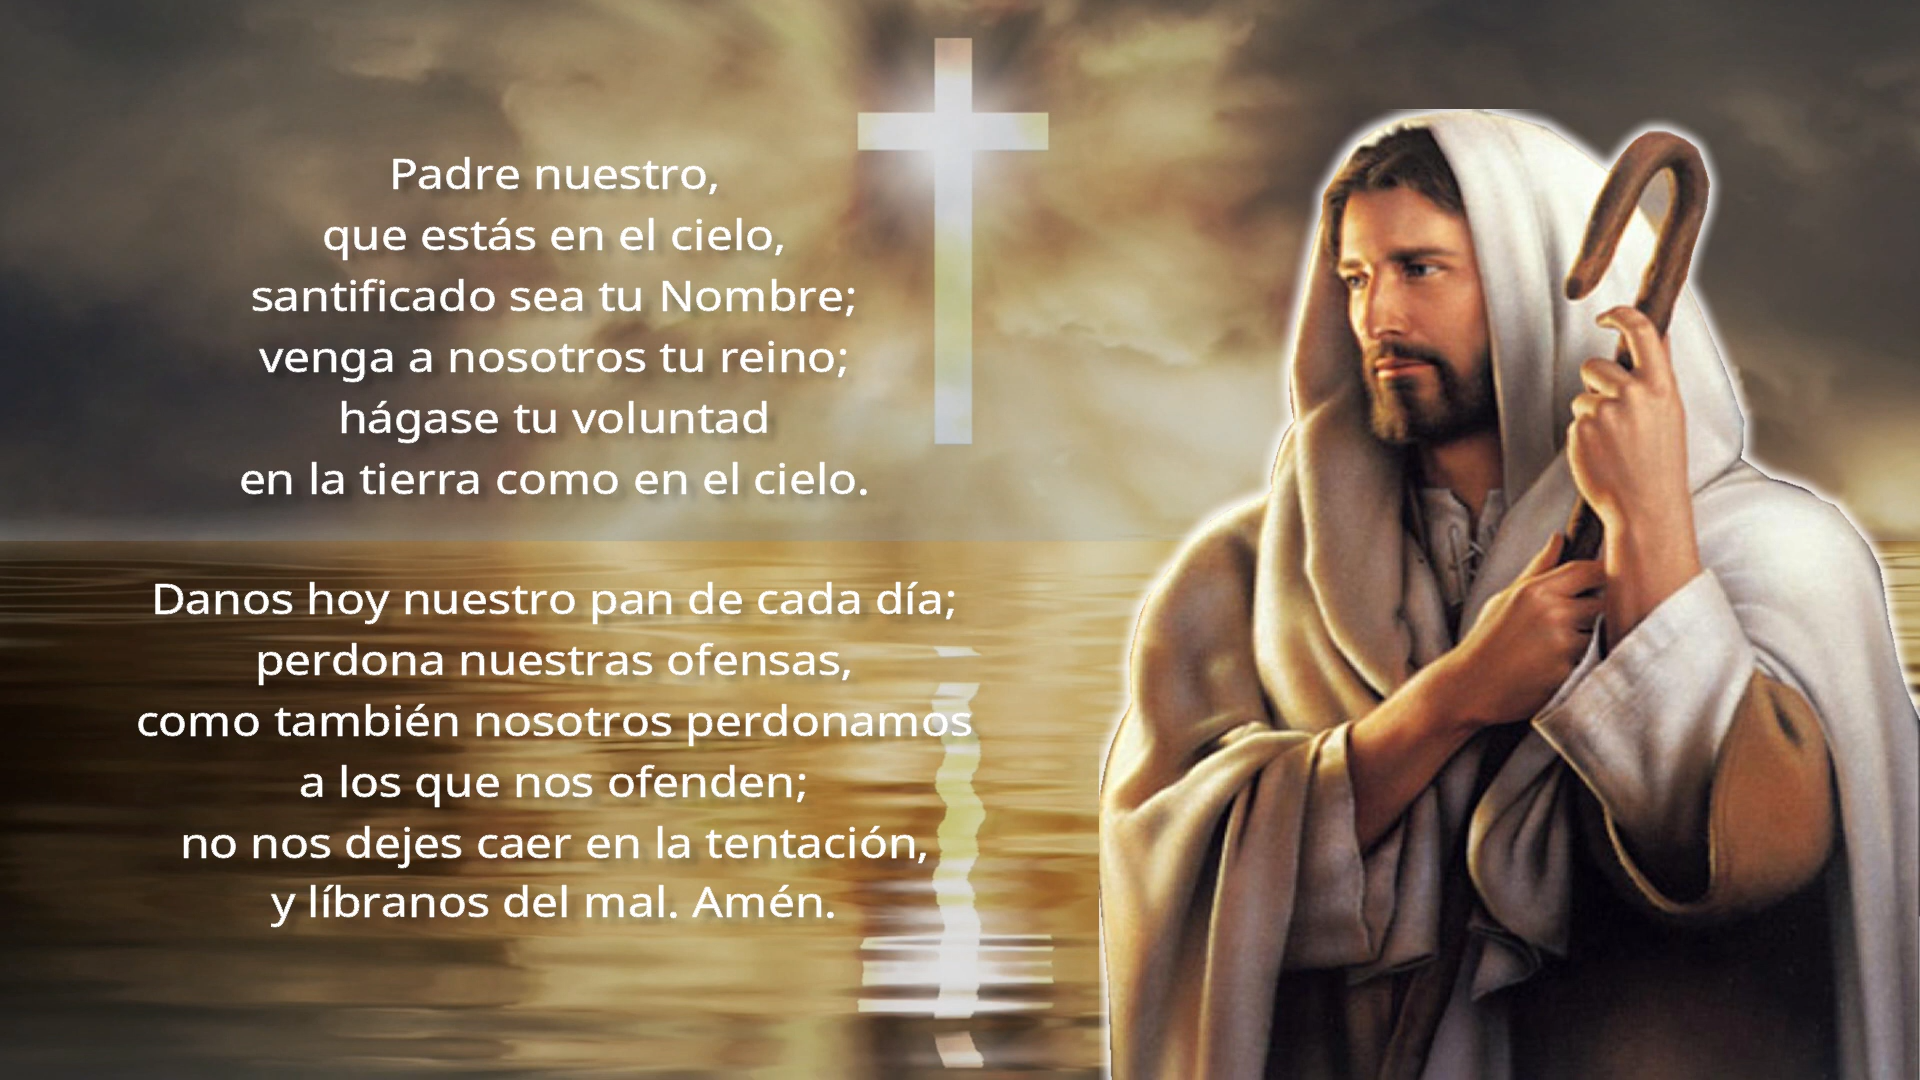 Padre nuestro,
que estás en el cielo,
santificado sea tu Nombre;
venga a nosotros tu reino;
hágase tu voluntad
en la tierra como en el cielo.
Danos hoy nuestro pan de cada día;
perdona nuestras ofensas,
como también nosotros perdonamos
a los que nos ofenden;
no nos dejes caer en la tentación,
y líbranos del mal. Amén.